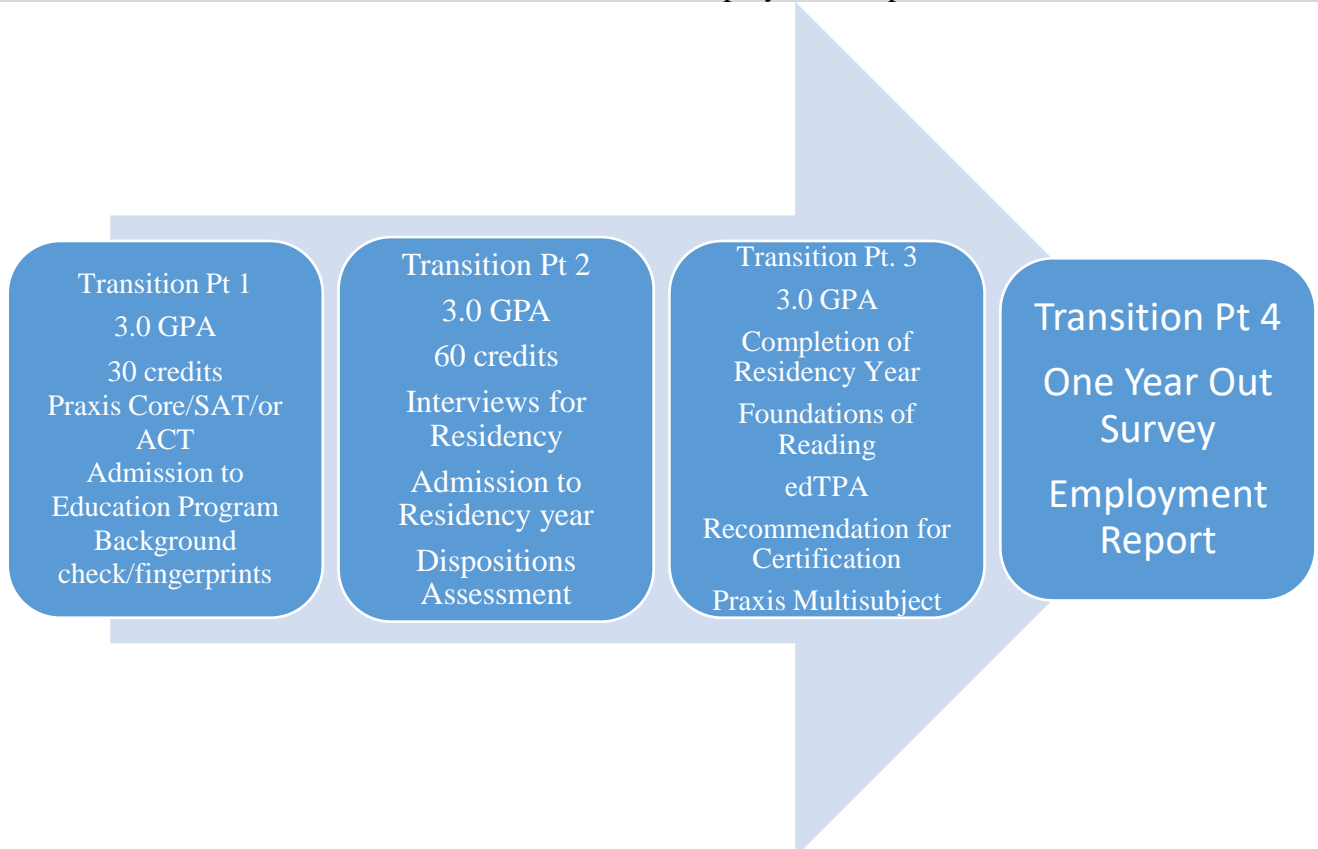 Transition Pt 1
3.0 GPA
30 credits
Praxis Core/SAT/or
ACT
Admission to
Education Program
Background
check/fingerprints
Transition Pt 2
3.0 GPA
60 credits
Interviews for
Residency
Admission to
Residency year
Dispositions
Assessment
Transition Pt. 3
3.0 GPA
Completion of
Residency Year
Foundations of
Reading
edTPA
Recommendation for
Certification
Praxis Multisubject
Transition Pt 4
One Year Out
Survey
Employment
Report